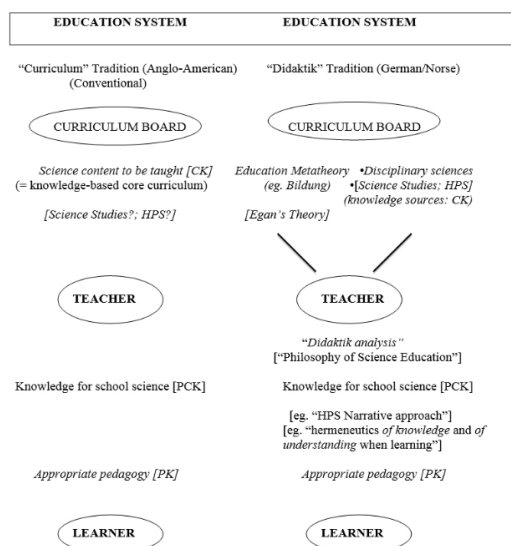 EDUCATION SYSTEM EDUCATION SYSTEM
“Curriculum” Tradition (Anglo-American) “Didaktik” Tradition (German/Norse)
(Conventional)
CURRICULUM BOARD CURRICULUM BOARD
Science content to be taught [CK] Education Metatheory •Disciplinary sciences
(= knowledge-based core curriculum) (eg. Bildung) •[Science Studies; HPS]
(knowledge sources: CK)
[Science Studies?; HPS?] [Egan’s Theory]
TEACHER TEACHER
“Didaktik analysis”
[“Philosophy of Science Education”]
Knowledge for school science [PCK] Knowledge for school science [PCK]
[eg. “HPS Narrative approach”]
[eg. “hermeneutics of knowledge and of
understanding when learning”]
Appropriate pedagogy [PK] Appropriate pedagogy [PK]
LEARNER LEARNER